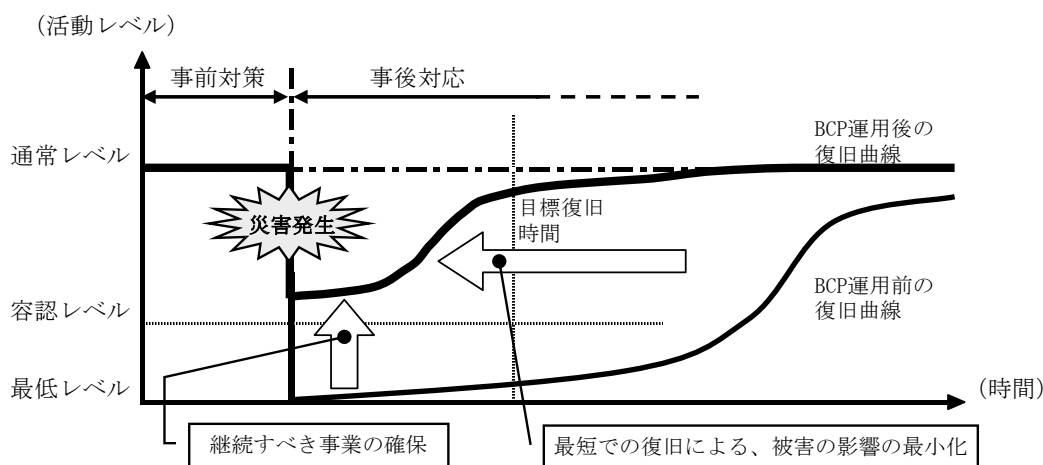 （活動レベル）
事前対策
事後対応
通常レベル
BCP運用後の
復旧曲線
災害発生
目標復旧
時間
容認レベル
BCP運用前の
復旧曲線
最低レベル
（時間）
継続すべき事業の確保
最短での復旧による、被害の影響の最小化